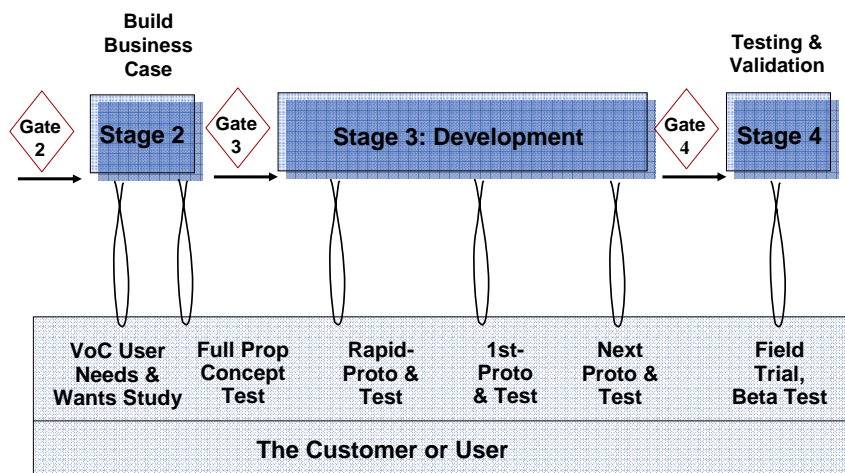 Build
Business
Case
Testing &
Validation
Gate
2
Stage 2
Gate
3
Stage 3: Development
Gate
4
Stage 4
VoC User
Needs &
Wants Study
Full Prop
Concept
Test
Rapid-
Proto & Test
1st-
Proto
& Test
Next
Proto &
Test
Field
Trial,
Beta Test
The Customer or User